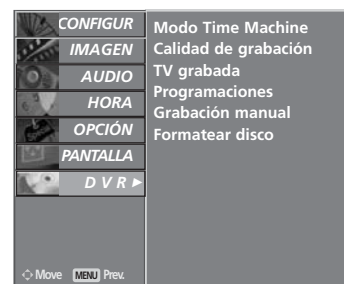 CONFIGUR
IMAGEN
AUDIO
HORA
OPCIÓN
PANTALLA
D V R ▶
Modo Time Machine
Calidad de grabación
TV grabada
Programaciones
Grabación manual
Formatear disco
Move MENU Prev.